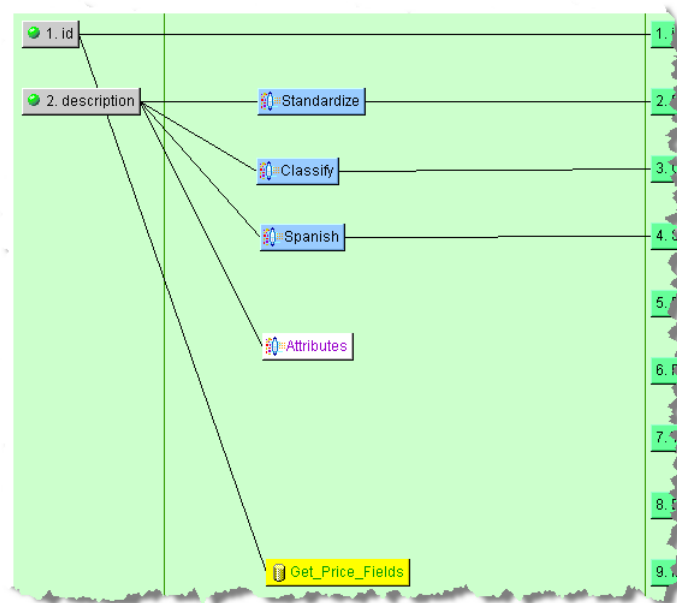 1. id
1.
2. description
Standardize
2.
Classify
3.
Spanish
4.
5.
Attributes
6.
7.
8.
Get_Price_Fields
9.